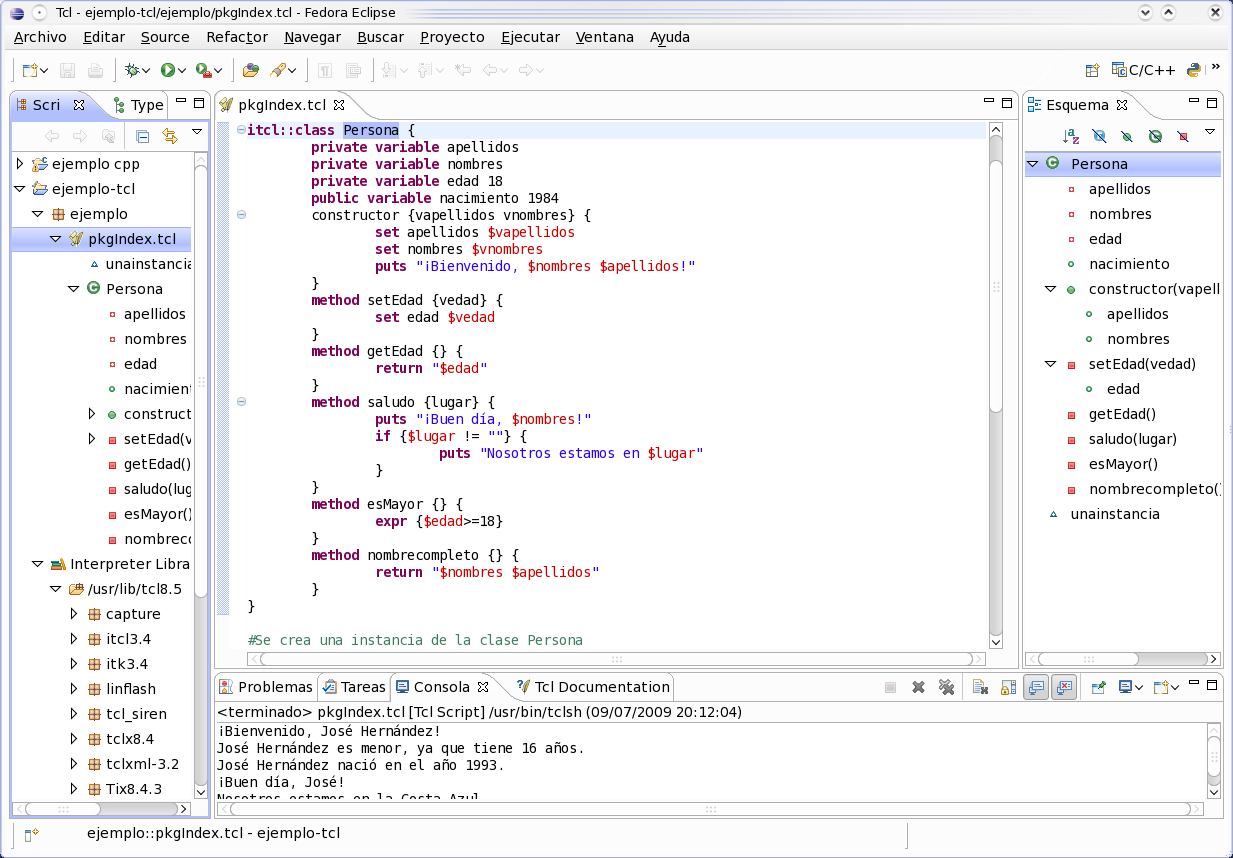 Tcl - ejemplo-tcl/ejemplo/pkgIndex.tcl - Fedora Eclipse
Archivo Editar Source Refactor Navegar Buscar Proyecto Ejecutar Ventana Ayuda
C/C++ »
Scri Type
ejemplo cpp
ejemplo-tcl
ejemplo
pkgIndex.tcl
unainstancia
Persona
apellidos
nombres
edad
nacimient
construct
setEdad(v
getEdad()
saludo(lug
esMayor()
nombrec
Interpreter Libra
/usr/lib/tcl8.5
capture
itcl3.4
itk3.4
linflash
tcl_siren
tclx8.4
tclxml-3.2
Tix8.4.3
pkgIndex.tcl
itcl::class Persona {
private variable apellidos
private variable nombres
private variable edad 18
public variable nacimiento 1984
constructor {vapellidos vnombres} {
set apellidos $vapellidos
set nombres $vnombres
puts "¡Bienvenido, $nombres $apellidos!"
}
method setEdad {vedad} {
set edad $vedad
}
method getEdad {} {
return "$edad"
}
method saludo {lugar} {
puts "¡Buen día, $nombres!"
if {$lugar != ""} {
puts "Nosotros estamos en $lugar"
}
}
method esMayor {} {
expr {$edad>=18}
}
method nombrecompleto {} {
return "$nombres $apellidos"
}
}
#Se crea una instancia de la clase Persona
Esquema
Persona
apellidos
nombres
edad
nacimiento
constructor(vapell
apellidos
nombres
setEdad(vedad)
edad
getEdad()
saludo(lugar)
esMayor()
nombrecompleto()
unainstancia
Problemas Tareas Consola Tcl Documentation
<terminado> pkgIndex.tcl [Tcl Script] /usr/bin/tclsh (09/07/2009 20:12:04)
¡Bienvenido, José Hernández!
José Hernández es menor, ya que tiene 16 años.
José Hernández nació en el año 1993.
¡Buen día, José!
Nosotros estamos en la Costa Azul
ejemplo::pkgIndex.tcl - ejemplo-tcl